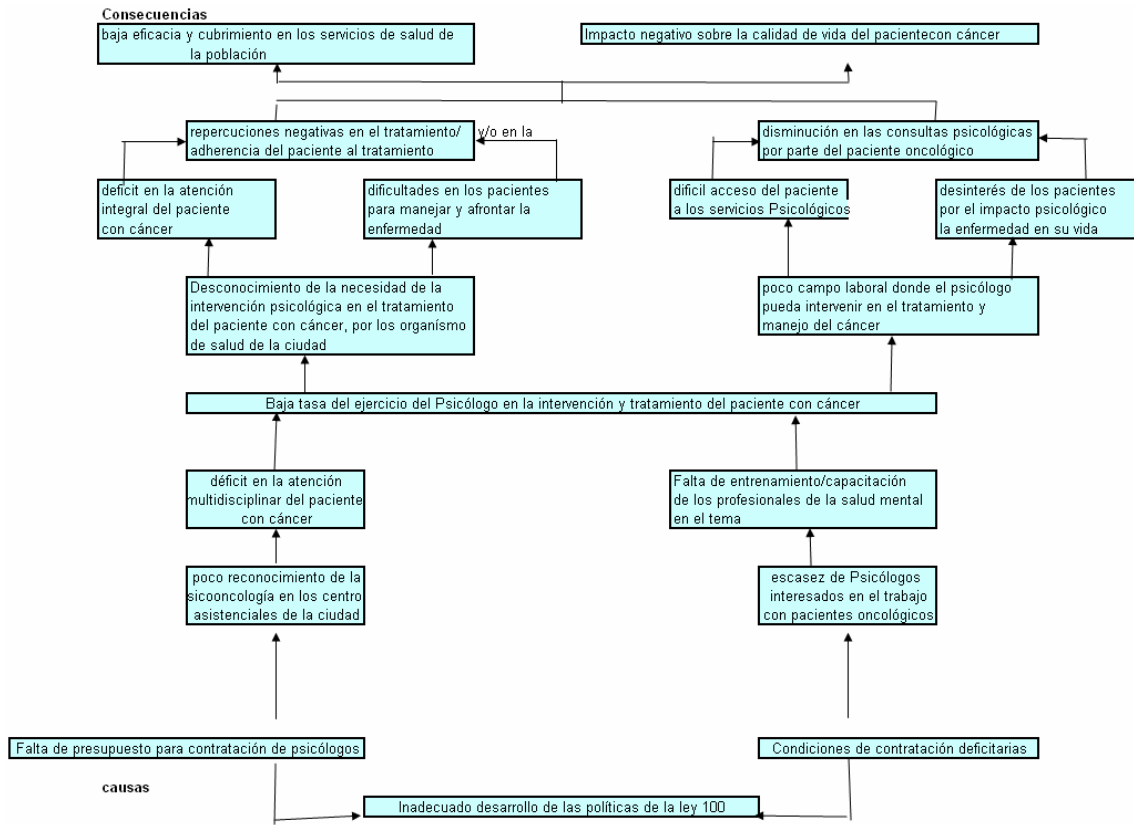 Consecuencias
baja eficacia y cubrimiento en los servicios de salud de
la población
Impacto negativo sobre la calidad de vida del pacientecon cáncer
repercuciones negativas en el tratamiento/
adherencia del paciente al tratamiento
y/o en la
disminución en las consultas psicológicas
por parte del paciente oncológico
deficit en la atención
integral del paciente
con cáncer
dificultades en los pacientes
para manejar y afrontar la
enfermedad
dificil acceso del paciente
a los servicios Psicológicos
desinterés de los pacientes
por el impacto psicológico
la enfermedad en su vida
Desconocimiento de la necesidad de la
intervención psicológica en el tratamiento
del paciente con cáncer, por los organísmo
de salud de la ciudad
poco campo laboral donde el psicólogo
pueda intervenir en el tratamiento y
manejo del cáncer
Baja tasa del ejercicio del Psicólogo en la intervención y tratamiento del paciente con cáncer
déficit en la atención
multidisciplinar del paciente
con cáncer
Falta de entrenamiento/capacitación
de los profesionales de la salud mental
en el tema
poco reconocimiento de la
sicooncología en los centro
asistenciales de la ciudad
escasez de Psicólogos
interesados en el trabajo
con pacientes oncológicos
Falta de presupuesto para contratación de psicólogos
Condiciones de contratación deficitarias
causas
Inadecuado desarrollo de las políticas de la ley 100